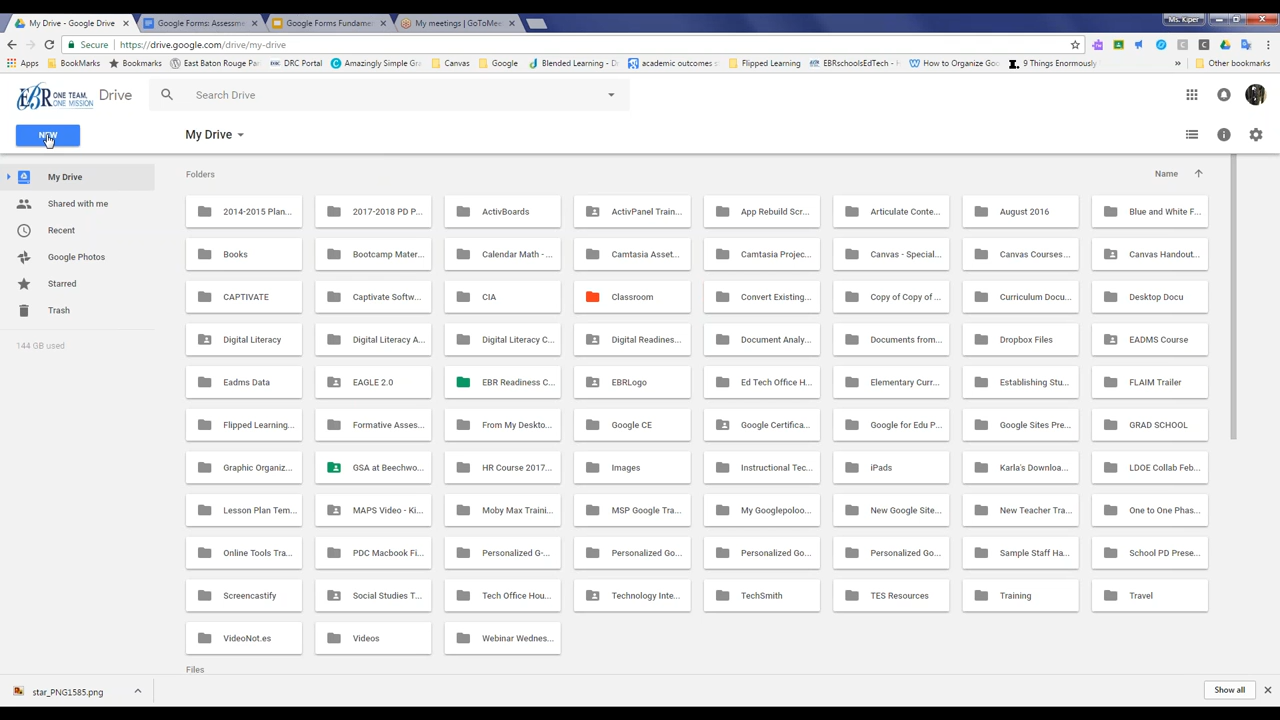 My Drive - Google Drive
Google Forms: Assessm
Google Forms Fundame
My meetings | GoToMee
Ms. Kiper
Secure
https://drive.google.com/drive/my-drive
Apps
BookMarks
Bookmarks
East Baton Rouge Pa
DRC Portal
Amazingly Simple Gra
Canvas
Google
Blended Learning - D
academic outcomes s
Flipped Learning
EBRschoolsEdTech - H
How to Organize Goo
9 Things Enormously
»
Other bookmarks
EBR ONE TEAM, ONE MISSION
Drive
Search Drive
NEW
My Drive
My Drive
Shared with me
Recent
Google Photos
Starred
Trash
144 GB used
Folders
Name
2014-2015 Plan...
2017-2018 PD P...
ActivBoards
ActivPanel Train...
App Rebuild Scr...
Articulate Conte...
August 2016
Blue and White F...
Books
Bootcamp Mater...
Calendar Math - ...
Camtasia Asset...
Camtasia Projec...
Canvas - Special...
Canvas Courses...
Canvas Handout...
CAPTIVATE
Captivate Softw...
CIA
Classroom
Convert Existing...
Copy of Copy of ...
Curriculum Docu...
Desktop Docu
Digital Literacy
Digital Literacy A...
Digital Literacy C...
Digital Readines...
Document Analy...
Documents from...
Dropbox Files
EADMS Course
Eadms Data
EAGLE 2.0
EBR Readiness C...
EBRLogo
Ed Tech Office H...
Elementary Curr...
Establishing Stu...
FLAIM Trailer
Flipped Learning...
Formative Asses...
From My Deskto...
Google CE
Google Certifica...
Google for Edu P...
Google Sites Pre...
GRAD SCHOOL
Graphic Organiz...
GSA at Beechwo...
HR Course 2017...
Images
Instructional Tec...
iPads
Karla's Downloa...
LDOE Collab Feb...
Lesson Plan Tem...
MAPS Video - Ki...
Moby Max Traini...
MSP Google Tra...
My Googlepoloo...
New Google Site...
New Teacher Tra...
One to One Phas...
Online Tools Tra...
PDC Macbook Fi...
Personalized G-...
Personalized Go...
Personalized Go...
Personalized Go...
Sample Staff Ha...
School PD Prese...
Screencastify
Social Studies T...
Tech Office Hou...
Technology Inte...
TechSmith
TES Resources
Training
Travel
VideoNot.es
Videos
Webinar Wednes...
Files
star_PNG1585.png
Show all